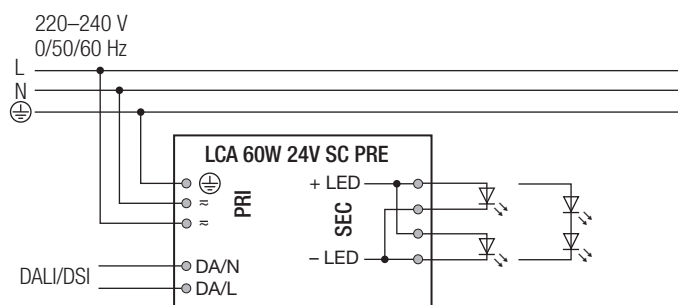 220–240 V
0/50/60 Hz
L
N
LCA 60W 24V SC PRE
PRI
≂
≂
+ LED
SEC
– LED
DALI/DSI
DA/N
DA/L